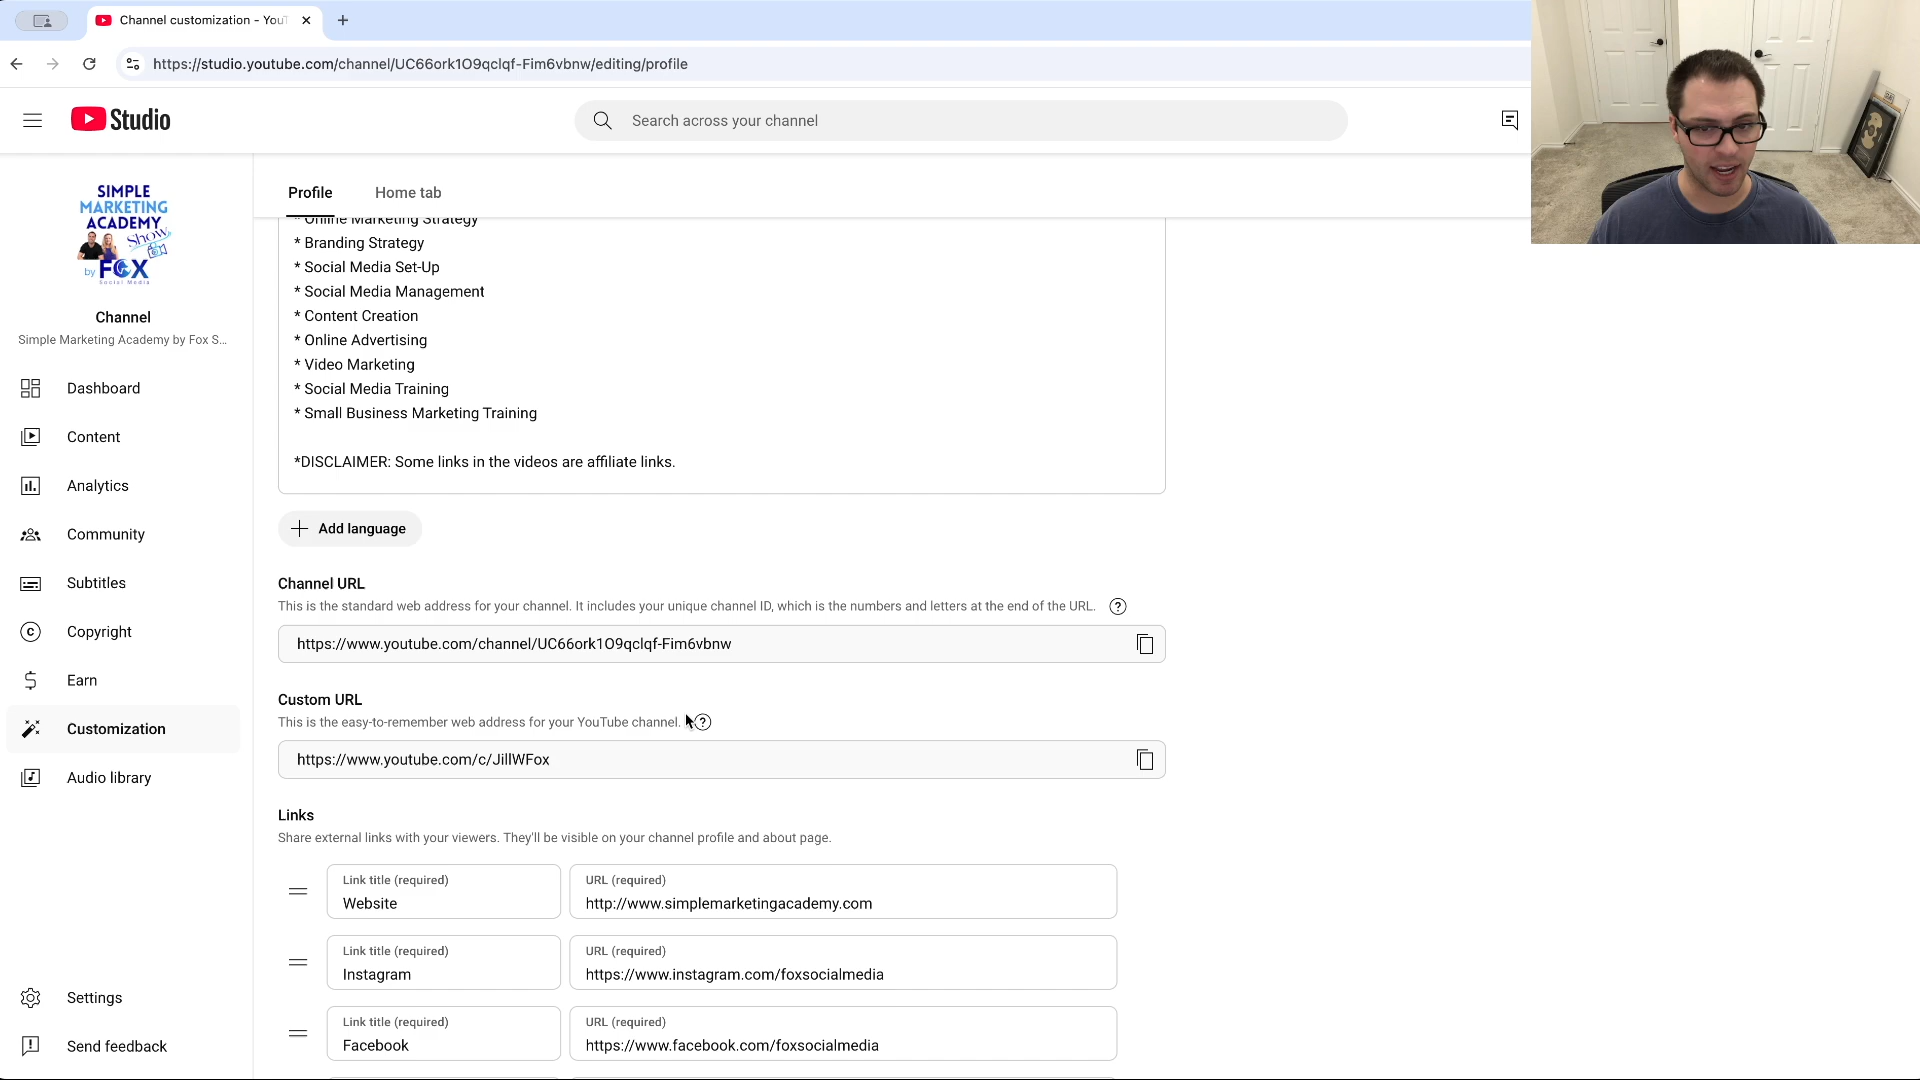 Channel customization - YouT
https://studio.youtube.com/channel/UC66ork1O9qclqf-Fim6vbnw/editing/profile
Studio
Search across your channel
SIMPLE
MARKETING
ACADEMY
Show
by FOX
Social Media
Channel
Simple Marketing Academy by Fox S...
Dashboard
Content
Analytics
Community
Subtitles
Copyright
Earn
Customization
Audio library
Settings
Send feedback
Profile
Home tab
* Online Marketing Strategy
* Branding Strategy
* Social Media Set-Up
* Social Media Management
* Content Creation
* Online Advertising
* Video Marketing
* Social Media Training
* Small Business Marketing Training
*DISCLAIMER: Some links in the videos are affiliate links.
Add language
Channel URL
This is the standard web address for your channel. It includes your unique channel ID, which is the numbers and letters at the end of the URL.
https://www.youtube.com/channel/UC66ork1O9qclqf-Fim6vbnw
Custom URL
This is the easy-to-remember web address for your YouTube channel.
https://www.youtube.com/c/JillWFox
Links
Share external links with your viewers. They'll be visible on your channel profile and about page.
Link title (required)
Website
URL (required)
http://www.simplemarketingacademy.com
Link title (required)
Instagram
URL (required)
https://www.instagram.com/foxsocialmedia
Link title (required)
Facebook
URL (required)
https://www.facebook.com/foxsocialmedia